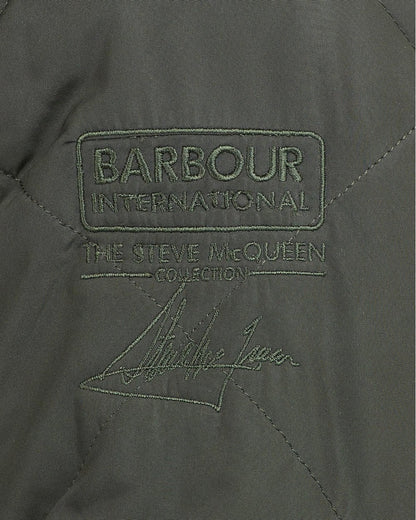 BARBOUR
INTERNATIONAL
THE STEVE McQUEEN
COLLECTION